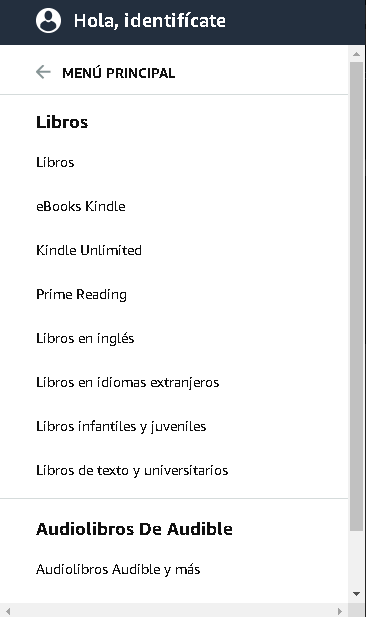 Hola, identifícate
MENÚ PRINCIPAL
Libros
Libros
eBooks Kindle
Kindle Unlimited
Prime Reading
Libros en inglés
Libros en idiomas extranjeros
Libros infantiles y juveniles
Libros de texto y universitarios
Audiolibros De Audible
Audiolibros Audible y más